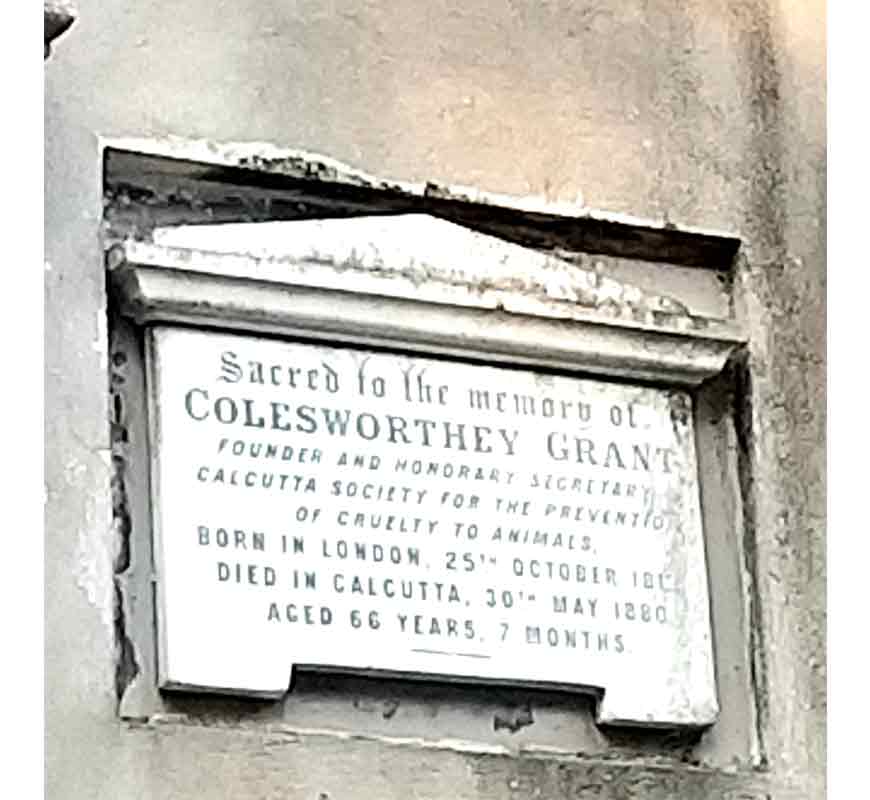 Sacred to the memory of
COLESWORTHEY GRANT
FOUNDER AND HONORARY SECRETARY
CALCUTTA SOCIETY FOR THE PREVENTIO
OF CRUELTY TO ANIMALS,
BORN IN LONDON, 25TH OCTOBER
DIED IN CALCUTTA, 30TH MAY 1880
AGED 66 YEARS, 7 MONTHS.